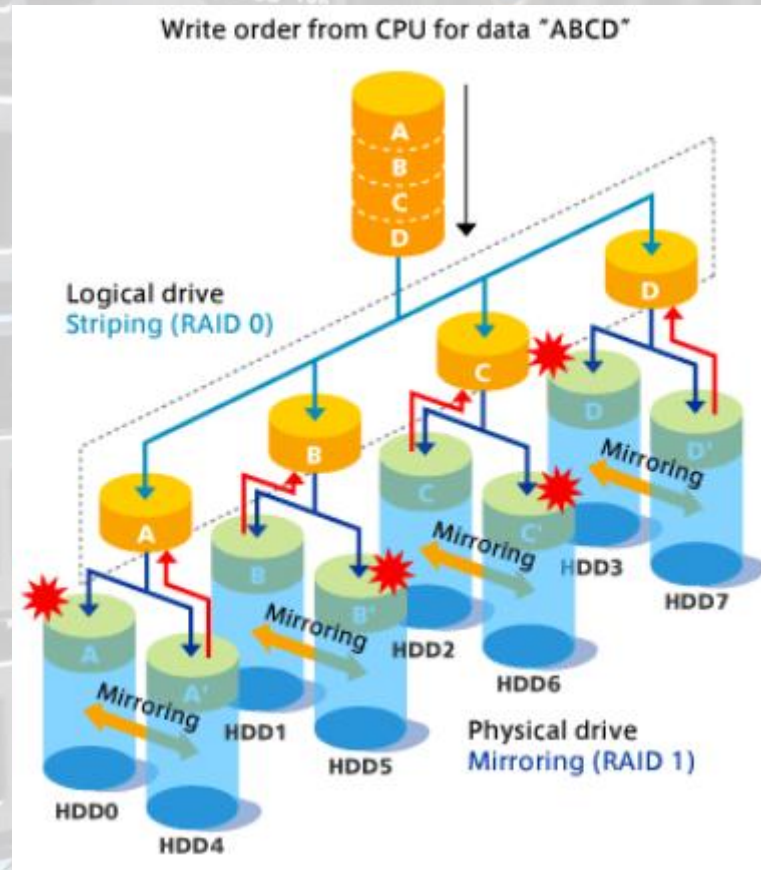 Write order from CPU for data "ABCD"
A
B
C
D
Logical drive
Striping (RAID 0)
D
C
B
A
D
D'
Mirroring
C
C'
Mirroring
HDD3
HDD7
B
B'
Mirroring
HDD2
HDD6
A
A'
Mirroring
HDD1
HDD5
Physical drive
Mirroring (RAID 1)
HDD0
HDD4